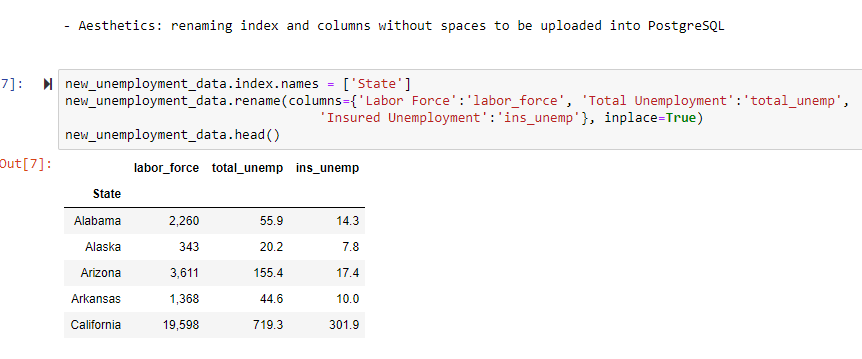 - Aesthetics: renaming index and columns without spaces to be uploaded into PostgreSQL
7]:
new_unemployment_data.index.names = ['State']
new_unemployment_data.rename(columns={'Labor Force':'labor_force', 'Total Unemployment':'total_unemp',
'Insured Unemployment':'ins_unemp'}, inplace=True)
new_unemployment_data.head()
Out[7]:
labor_force total_unemp ins_unemp
State
Alabama 2,260 55.9 14.3
Alaska 343 20.2 7.8
Arizona 3,611 155.4 17.4
Arkansas 1,368 44.6 10.0
California 19,598 719.3 301.9